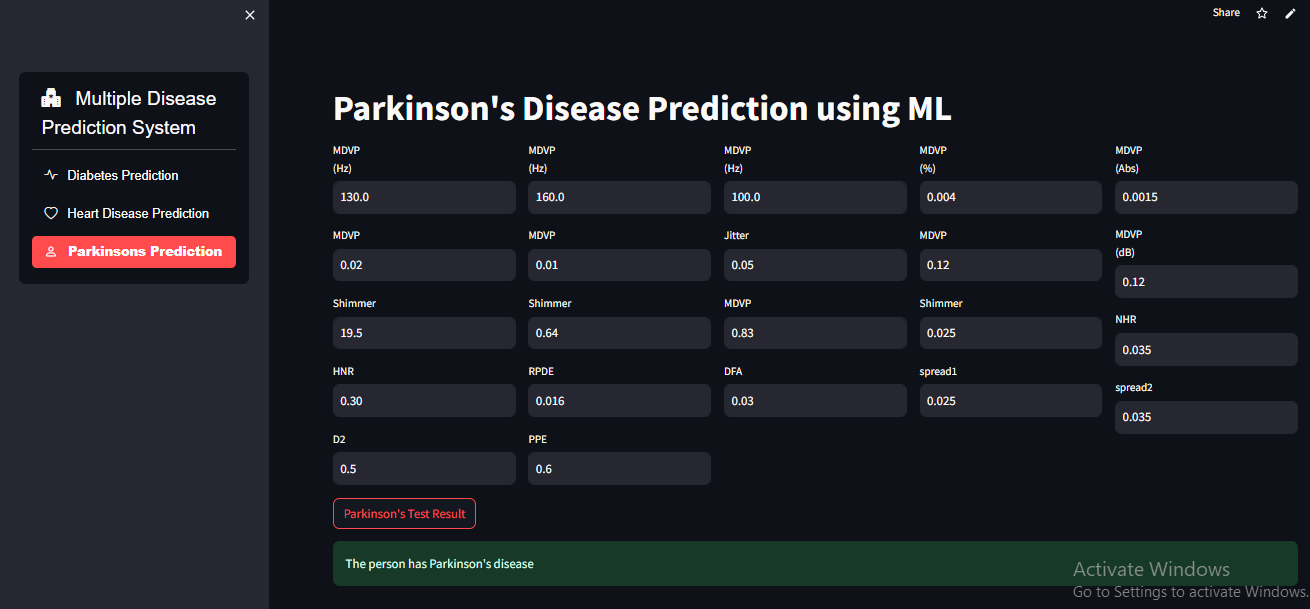 Share
Multiple Disease
Prediction System
Diabetes Prediction
Heart Disease Prediction
Parkinsons Prediction
Parkinson's Disease Prediction using ML
MDVP (Hz)
130.0
MDVP (Hz)
160.0
MDVP (Hz)
100.0
MDVP (%)
0.004
MDVP (Abs)
0.0015
MDVP
0.02
MDVP
0.01
Jitter
0.05
MDVP
0.12
MDVP (dB)
0.12
Shimmer
19.5
Shimmer
0.64
MDVP
0.83
Shimmer
0.025
NHR
0.035
HNR
0.30
RPDE
0.016
DFA
0.03
spread1
0.025
spread2
0.035
D2
0.5
PPE
0.6
Parkinson's Test Result
The person has Parkinson's disease
Activate Windows
Go to Settings to activate Windows.